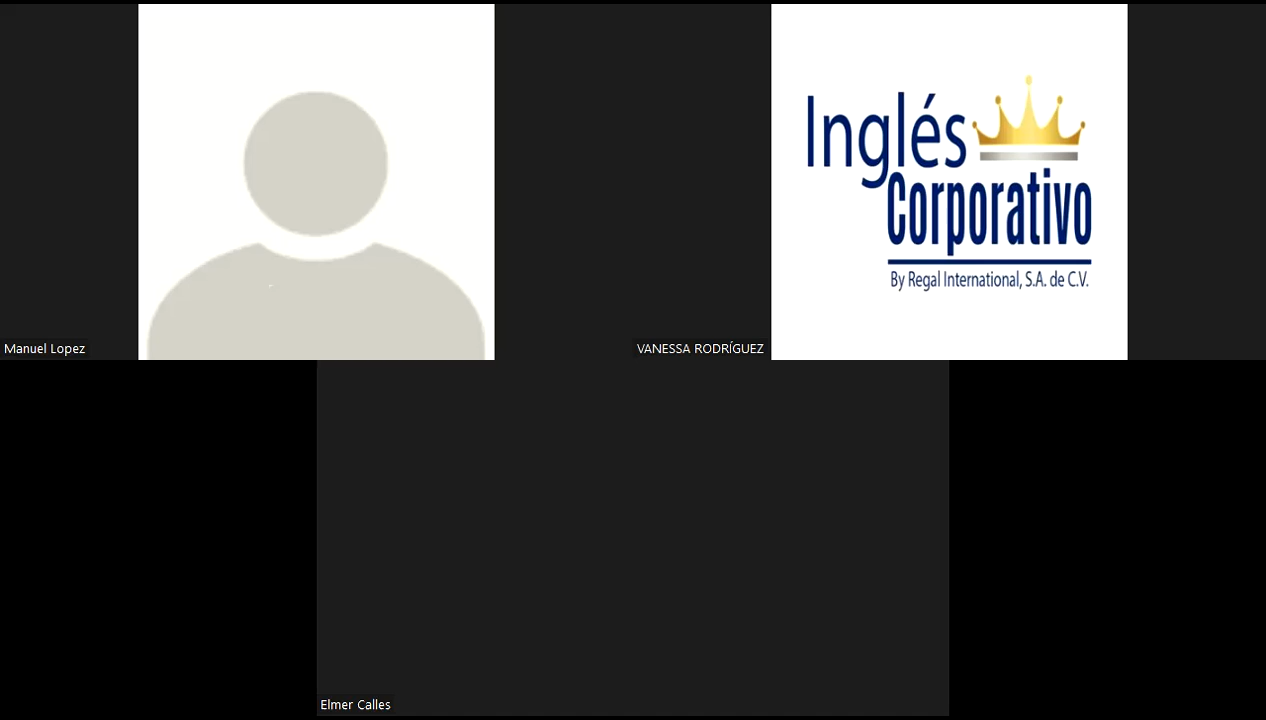 Inglés
Corporativo
By Regal International, S.A. de C.V.
Manuel Lopez
VANESSA RODRÍGUEZ
Elmer Calles